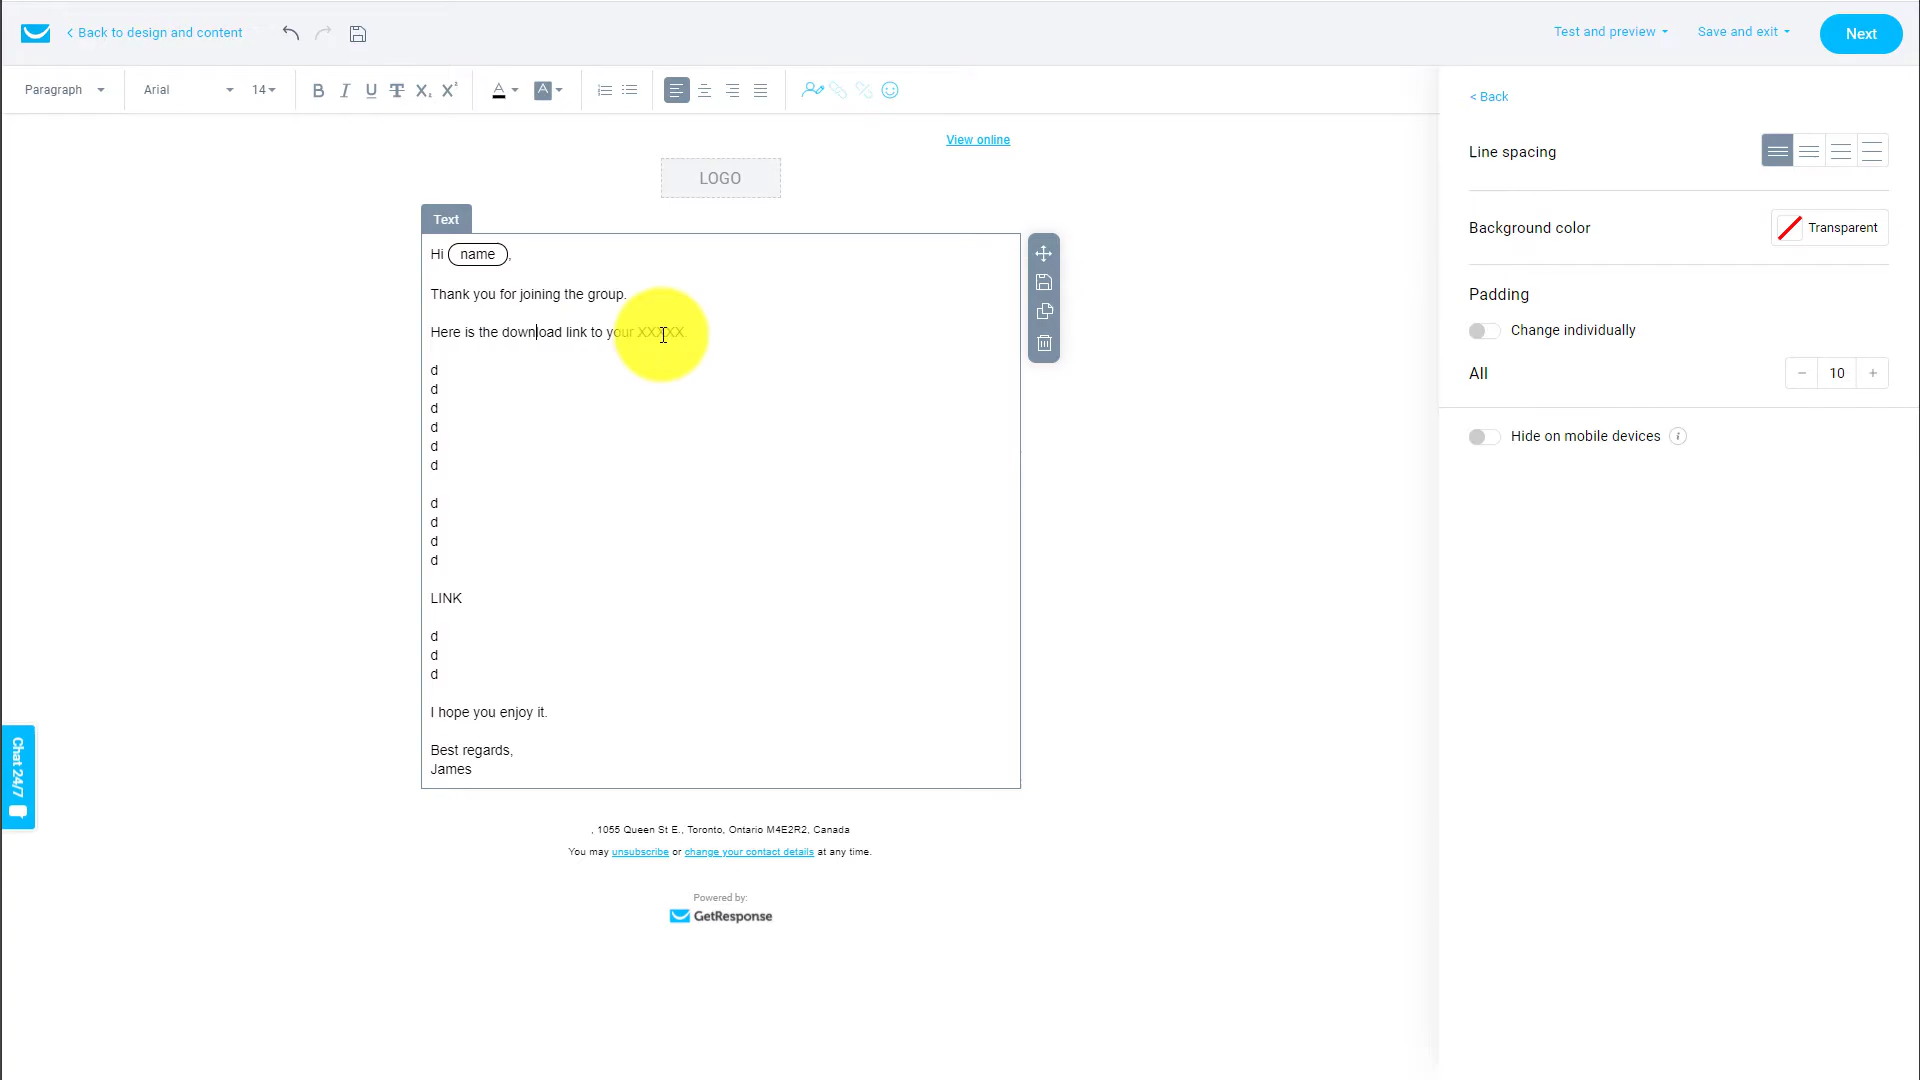 < Back to design and content
Test and preview
Save and exit
Next
Paragraph
Arial
14
B I U T X, X²
A
A
< Back
View online
Line spacing
LOGO
Text
Background color
Transparent
Hi name,
Thank you for joining the group.
Padding
Here is the download link to your XXXXX.
Change individually
All
− 10 +
d
d
d
d
d
d
Hide on mobile devices i
d
d
d
d
LINK
d
d
d
I hope you enjoy it.
Best regards,
James
Chat 24/7
, 1055 Queen St E., Toronto, Ontario M4E2R2, Canada
You may unsubscribe or change your contact details at any time.
Powered by:
GetResponse